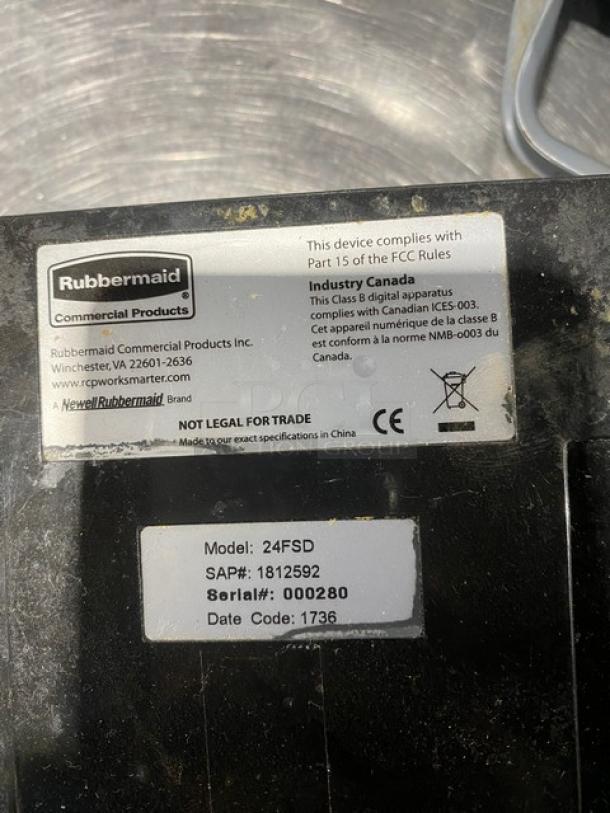 Rubbermaid
®
Commercial Products
Rubbermaid Commercial Products Inc.
Winchester, VA 22601-2636
www.rcpworksmarter.com
A NewellRubbermaid Brand
This device complies with
Part 15 of the FCC Rules
Industry Canada
This Class B digital apparatus
complies with Canadian ICES-003.
Cet appareil numérique de la classe B
est conform à la norme NMB-0003 du
Canada.
NOT LEGAL FOR TRADE
* Made to our exact specifications in China
CE
Model: 24FSD
SAP#: 1812592
Serial#: 000280
Date Code: 1736